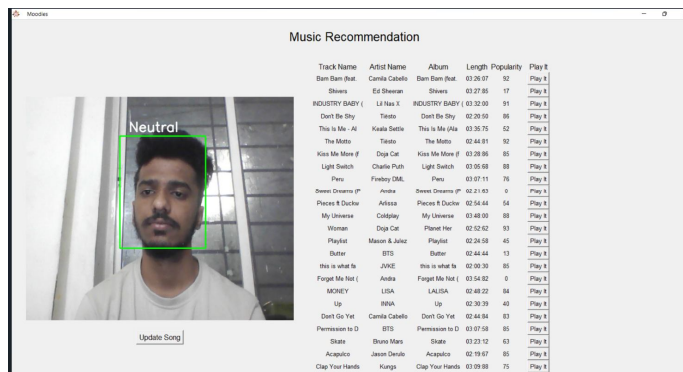 Moodies
Music Recommendation
Track Name Artist Name Album Length Popularity Play It
Bam Bam (feat. Camila Cabello Bam Bam (feat. 03:26:07 92 Play It
Shivers Ed Sheeran Shivers 03:27:85 17 Play It
INDUSTRY BABY ( Lil Nas X INDUSTRY BABY ( 03:32:00 91 Play It
Don't Be Shy Tiësto Don't Be Shy 02:20:50 86 Play It
This Is Me - Al Keala Settle This Is Me (Ala 03:35:75 52 Play It
The Motto Tiësto The Motto 02:44:81 92 Play It
Kiss Me More (f Doja Cat Kiss Me More (f 03:28:86 85 Play It
Light Switch Charlie Puth Light Switch 03:05:68 88 Play It
Peru Fireboy DML Peru 03:07:11 76 Play It
Sweet Dreams (P Andra Sweet Dreams (P 02:21:63 0 Play It
Pieces ft Duckw Arlissa Pieces ft Duckw 02:54:44 54 Play It
My Universe Coldplay My Universe 03:48:00 88 Play It
Woman Doja Cat Planet Her 02:52:62 93 Play It
Playlist Mason & Julez Playlist 02:24:58 45 Play It
Butter BTS Butter 02:44:44 13 Play It
this is what fa JVKE this is what fa 02:00:30 85 Play It
Forget Me Not ( Andra Forget Me Not ( 03:54:82 0 Play It
MONEY LISA LALISA 02:48:22 84 Play It
Up INNA Up 02:30:39 40 Play It
Don't Go Yet Camila Cabello Don't Go Yet 02:44:84 83 Play It
Permission to D BTS Permission to D 03:07:58 85 Play It
Skate Bruno Mars Skate 03:23:12 63 Play It
Acapulco Jason Derulo Acapulco 02:19:67 85 Play It
Clap Your Hands Kungs Clap Your Hands 03:09:88 75 Play It
Neutral
Update Song